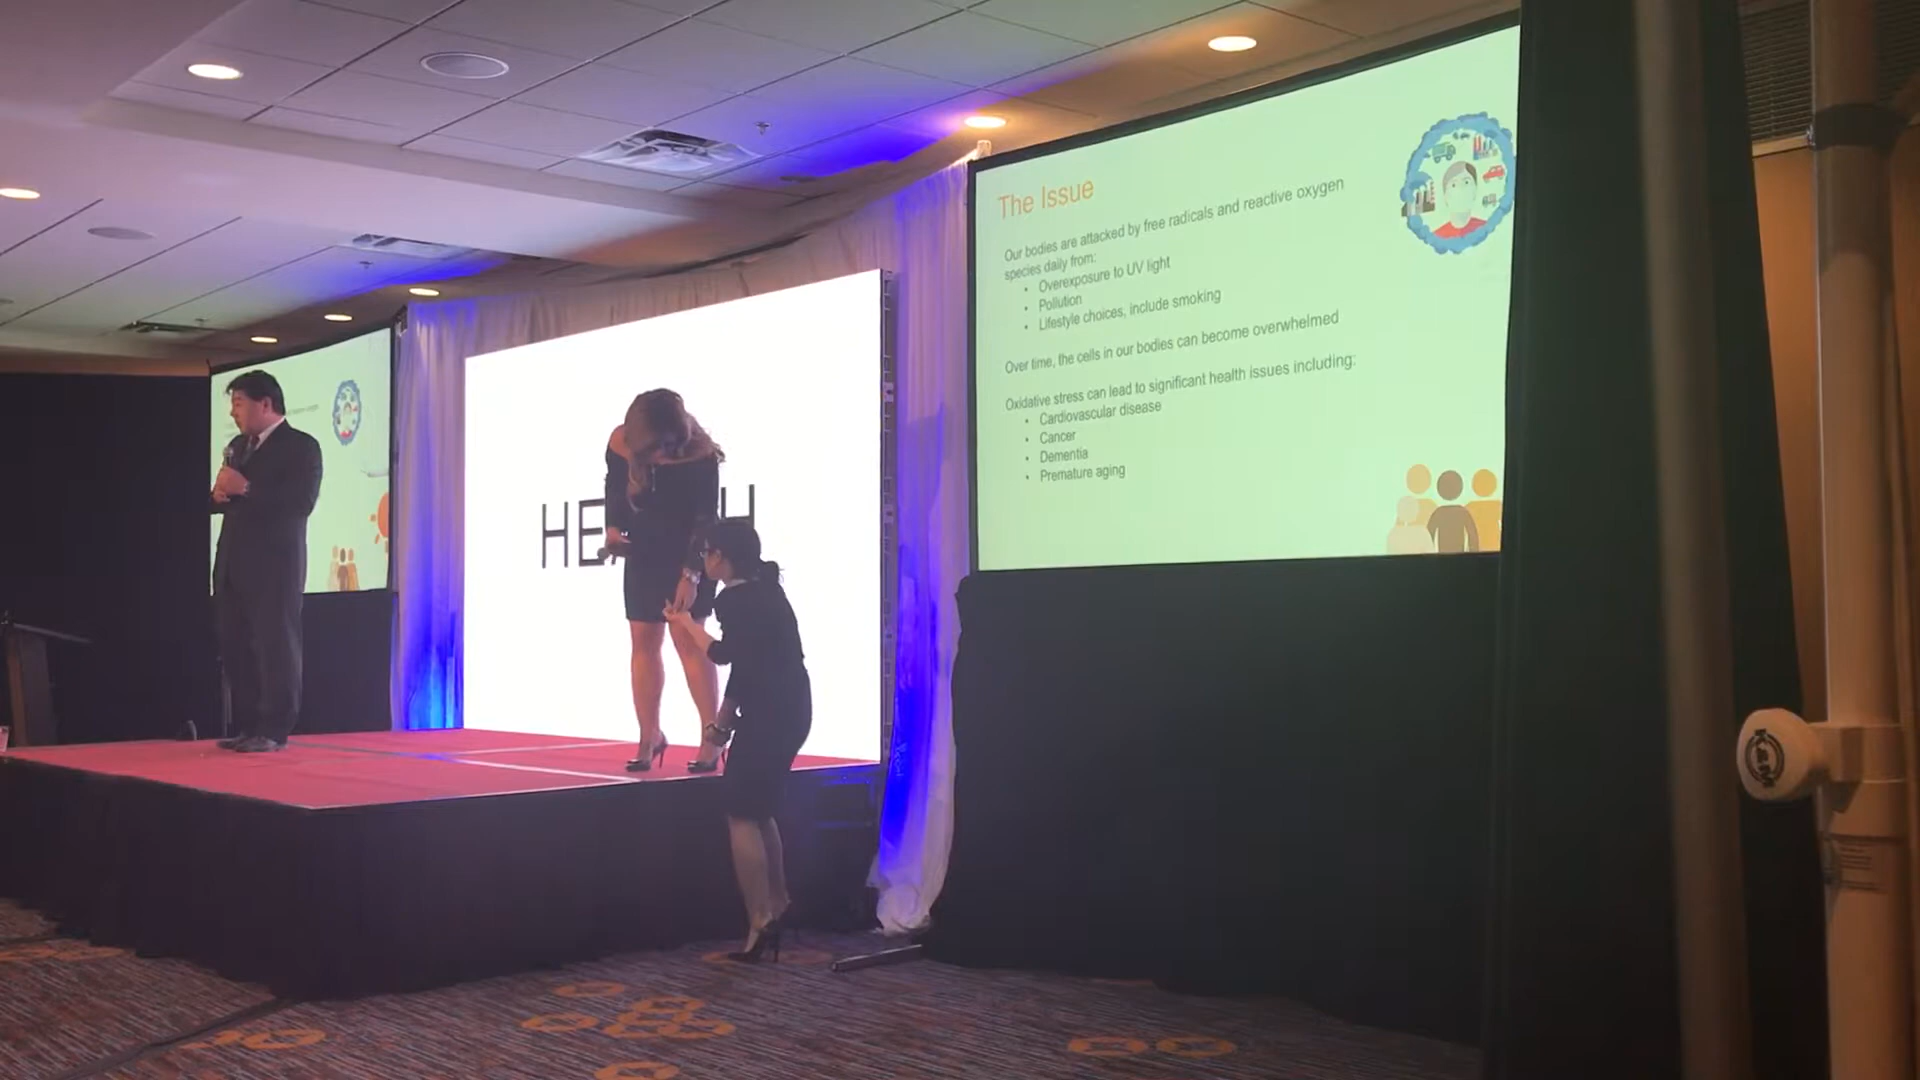 The Issue
Our bodies are attacked by free radicals and reactive oxygen
species daily from:
• Overexposure to UV light
• Pollution
• Lifestyle choices, include smoking
Over time, the cells in our bodies can become overwhelmed
Oxidative stress can lead to significant health issues including:
• Cardiovascular disease
• Cancer
• Dementia
• Premature aging
K&M